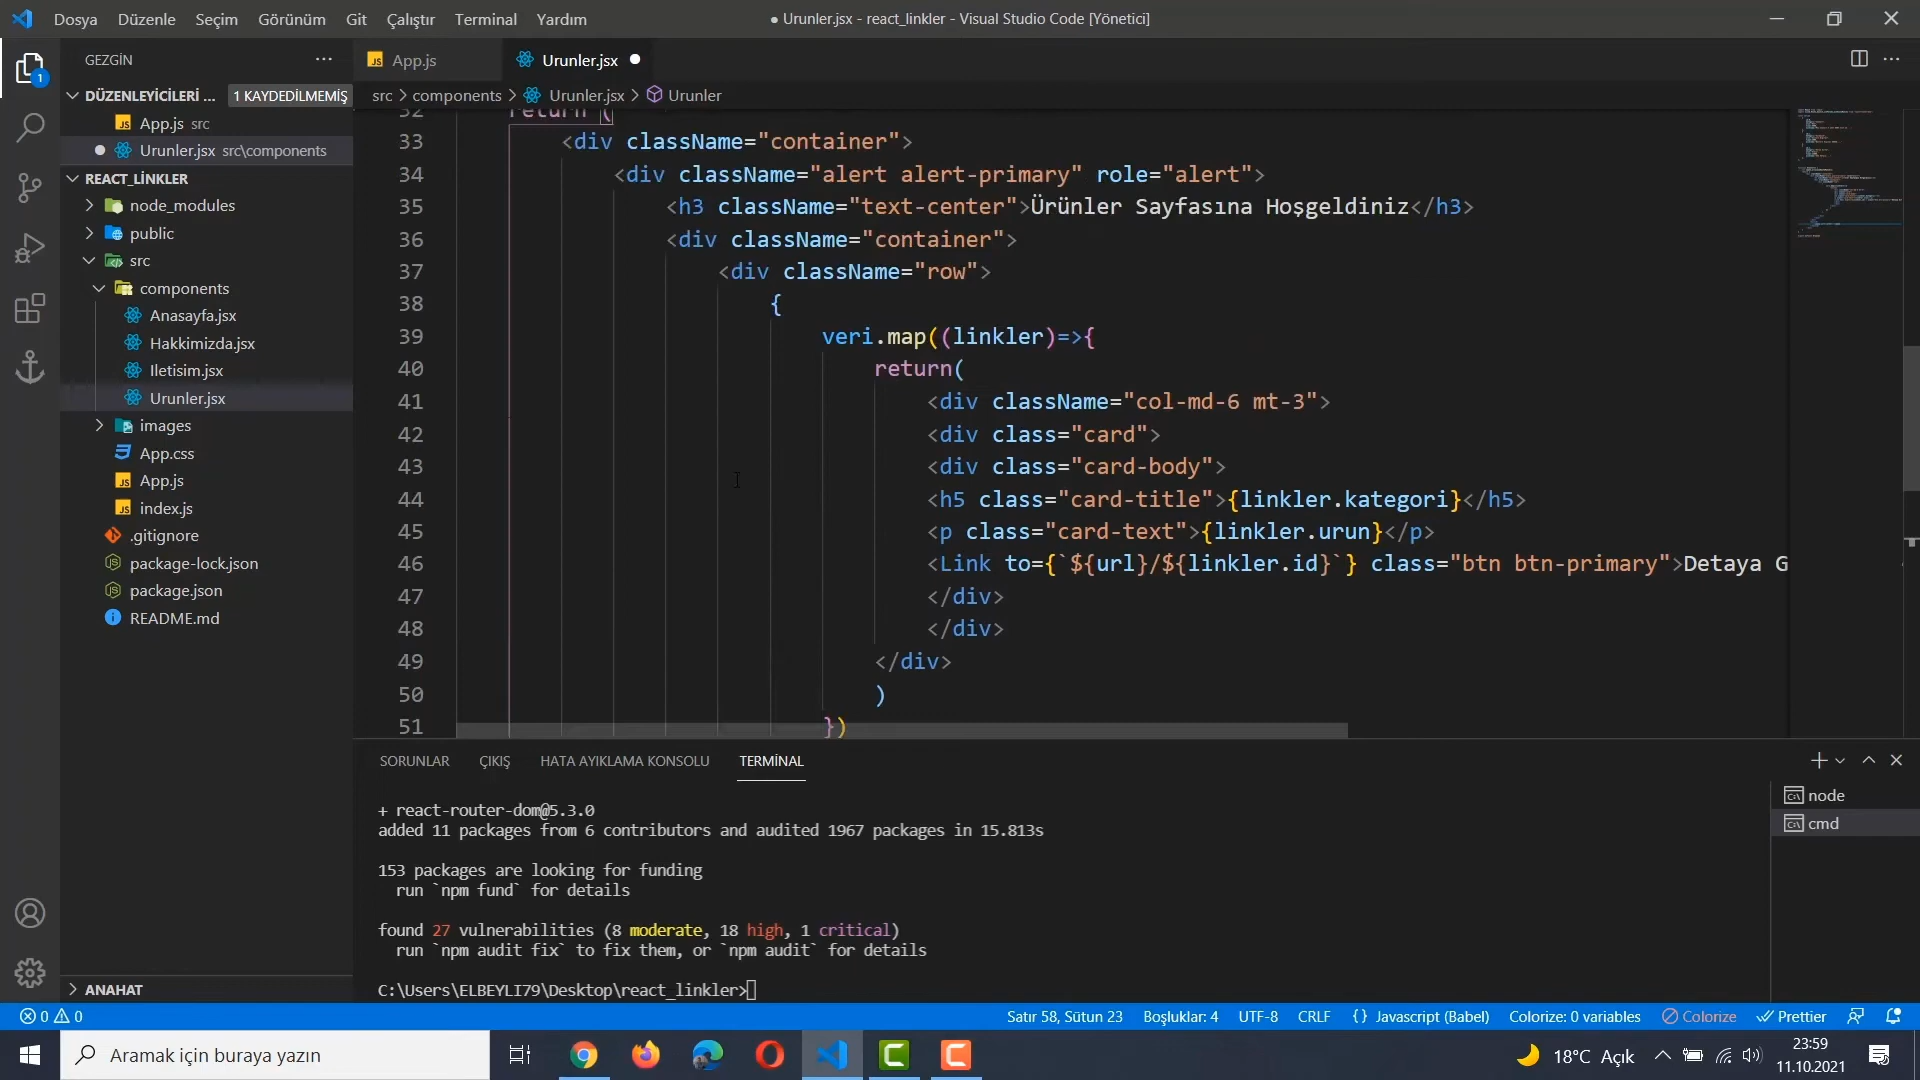 Dosya Düzenle Seçim Görünüm Git Çalıştır Terminal Yardım
● Urunler.jsx - react_linkler - Visual Studio Code [Yönetici]
GEZGİN ···
App.js
Urunler.jsx ●
DÜZENLEYİCİLERİ ... 1 KAYDEDİLMEMİŞ
App.js src
Urunler.jsx src\components
REACT_LİNKLER
node_modules
public
src
components
Anasayfa.jsx
Hakkimizda.jsx
Iletisim.jsx
Urunler.jsx
images
App.css
App.js
index.js
.gitignore
package-lock.json
package.json
README.md
ANAHAT
src > components > Urunler.jsx > Urunler
32 return (
33 <div className="container">
34 <div className="alert alert-primary" role="alert">
35 <h3 className="text-center">Ürünler Sayfasına Hoşgeldiniz</h3>
36 <div className="container">
37 <div className="row">
38 {
39 veri.map((linkler)=>{
40 return(
41 <div className="col-md-6 mt-3">
42 <div class="card">
43 <div class="card-body">
44 <h5 class="card-title">{linkler.kategori}</h5>
45 <p class="card-text">{linkler.urun}</p>
46 <Link to={`${url}/${linkler.id}`} class="btn btn-primary">Detaya G
47 </div>
48 </div>
49 </div>
50 )
51 })
SORUNLAR ÇIKIŞ HATA AYIKLAMA KONSOLU TERMİNAL
+ react-router-dom@5.3.0
added 11 packages from 6 contributors and audited 1967 packages in 15.813s
153 packages are looking for funding
run `npm fund` for details
found 27 vulnerabilities (8 moderate, 18 high, 1 critical)
run `npm audit fix` to fix them, or `npm audit` for details
C:\Users\ELBEYLI79\Desktop\react_linkler>
node
cmd
0 0
Satır 58, Sütun 23 Boşluklar: 4 UTF-8 CRLF {} Javascript (Babel) Colorize: 0 variables Colorize Prettier
Aramak için buraya yazın
18°C Açık
23:59
11.10.2021